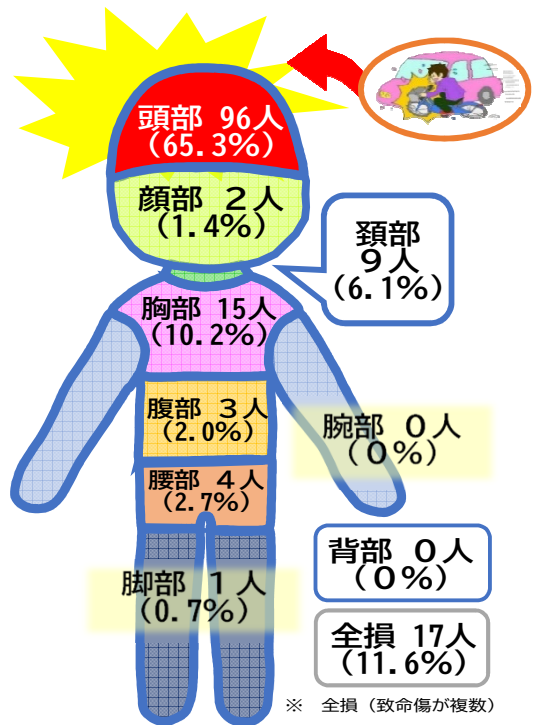 頭部 96人
(65.3%)
顔部 2人
(1.4%)
頚部
9人
(6.1%)
胸部 15人
(10.2%)
腹部 3人
(2.0%)
腕部 0人
(0%)
腰部 4人
(2.7%)
背部 0人
(0%)
脚部 1人
(0.7%)
全損 17人
(11.6%)
※ 全損(致命傷が複数)